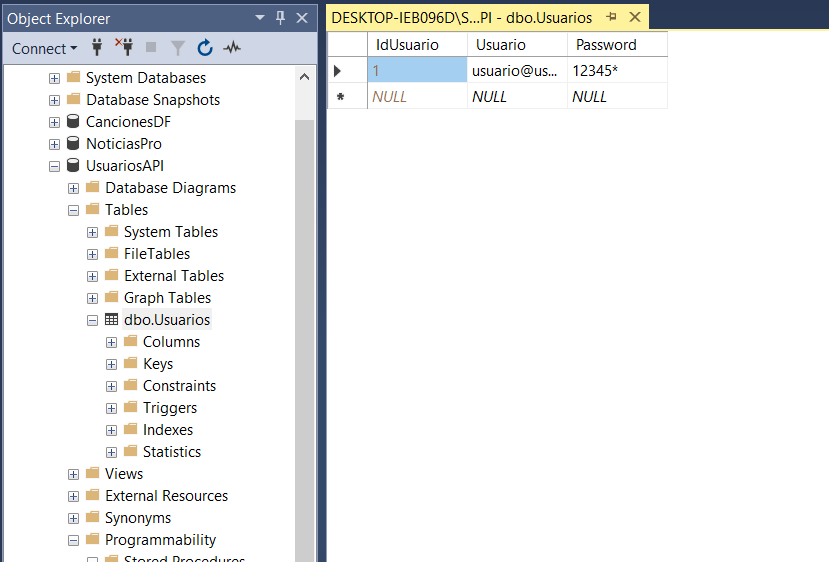 Object Explorer
Connect
System Databases
Database Snapshots
CancionesDF
NoticiasPro
UsuariosAPI
Database Diagrams
Tables
System Tables
FileTables
External Tables
Graph Tables
dbo.Usuarios
Columns
Keys
Constraints
Triggers
Indexes
Statistics
Views
External Resources
Synonyms
Programmability
Stored Procedures
DESKTOP-IEB096D\S...PI - dbo.Usuarios
IdUsuario Usuario Password
1 usuario@us... 12345*
* NULL NULL NULL